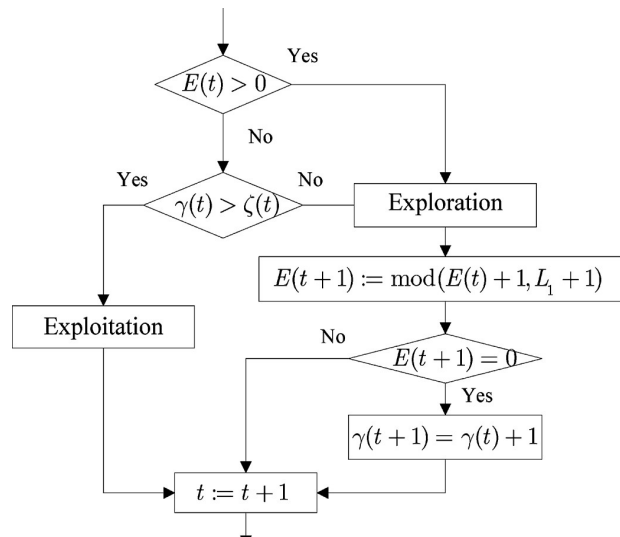 Yes
E(t) > 0
No
Yes
No
γ(t) > ζ(t)
Exploration
E(t+1) := mod(E(t)+1, L₁+1)
Exploitation
No
E(t+1) = 0
Yes
γ(t+1) = γ(t)+1
t := t+1